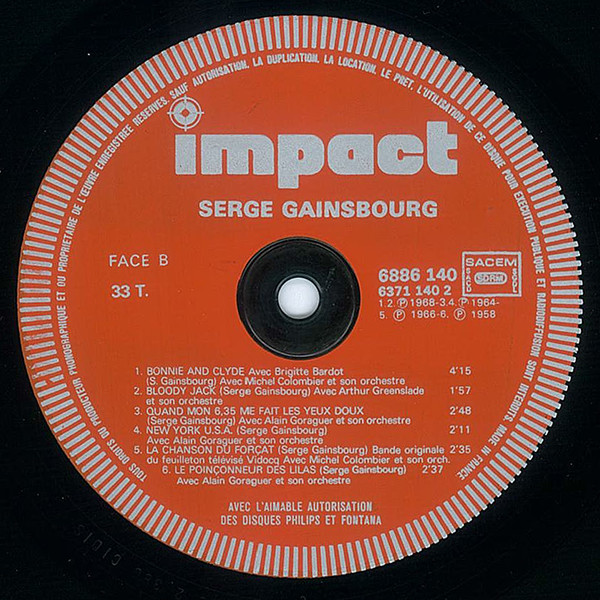 TOUS DROITS DU PRODUCTEUR PHONOGRAPHIQUE ET DU PROPRIETAIRE DE L'ŒUVRE ENREGISTREE RESERVES. SAUF AUTORISATION, LA DUPLICATION, LA LOCATION, LE PRET, L'UTILISATION DE CE DISQUE POUR EXECUTION PUBLIQUE ET RADIODIFFUSION SONT INTERDITS. MADE IN FRANCE
impact
SERGE GAINSBOURG
FACE B
33 T.
6886 140
6371 140 2
1.2. Ⓟ 1968-3.4. Ⓟ 1964-
5. Ⓟ 1966-6. Ⓟ 1958
SACEM
SACD SDRM SGDL
1. BONNIE AND CLYDE Avec Brigitte Bardot 4'15
(S. Gainsbourg) Avec Michel Colombier et son orchestre
2. BLOODY JACK (Serge Gainsbourg) Avec Arthur Greenslade 1'57
et son orchestre
3. QUAND MON 6,35 ME FAIT LES YEUX DOUX 2'48
(Serge Gainsbourg) Avec Alain Goraguer et son orchestre
4. NEW YORK U.S.A. (Serge Gainsbourg) 2'11
Avec Alain Goraguer et son orchestre
5. LA CHANSON DU FORÇAT (Serge Gainsbourg) Bande originale 2'35
du feuilleton télévisé Vidocq Avec Michel Colombier et son orch.
6. LE POINÇONNEUR DES LILAS (Serge Gainsbourg) 2'37
Avec Alain Goraguer et son orchestre
AVEC L'AIMABLE AUTORISATION
DES DISQUES PHILIPS ET FONTANA